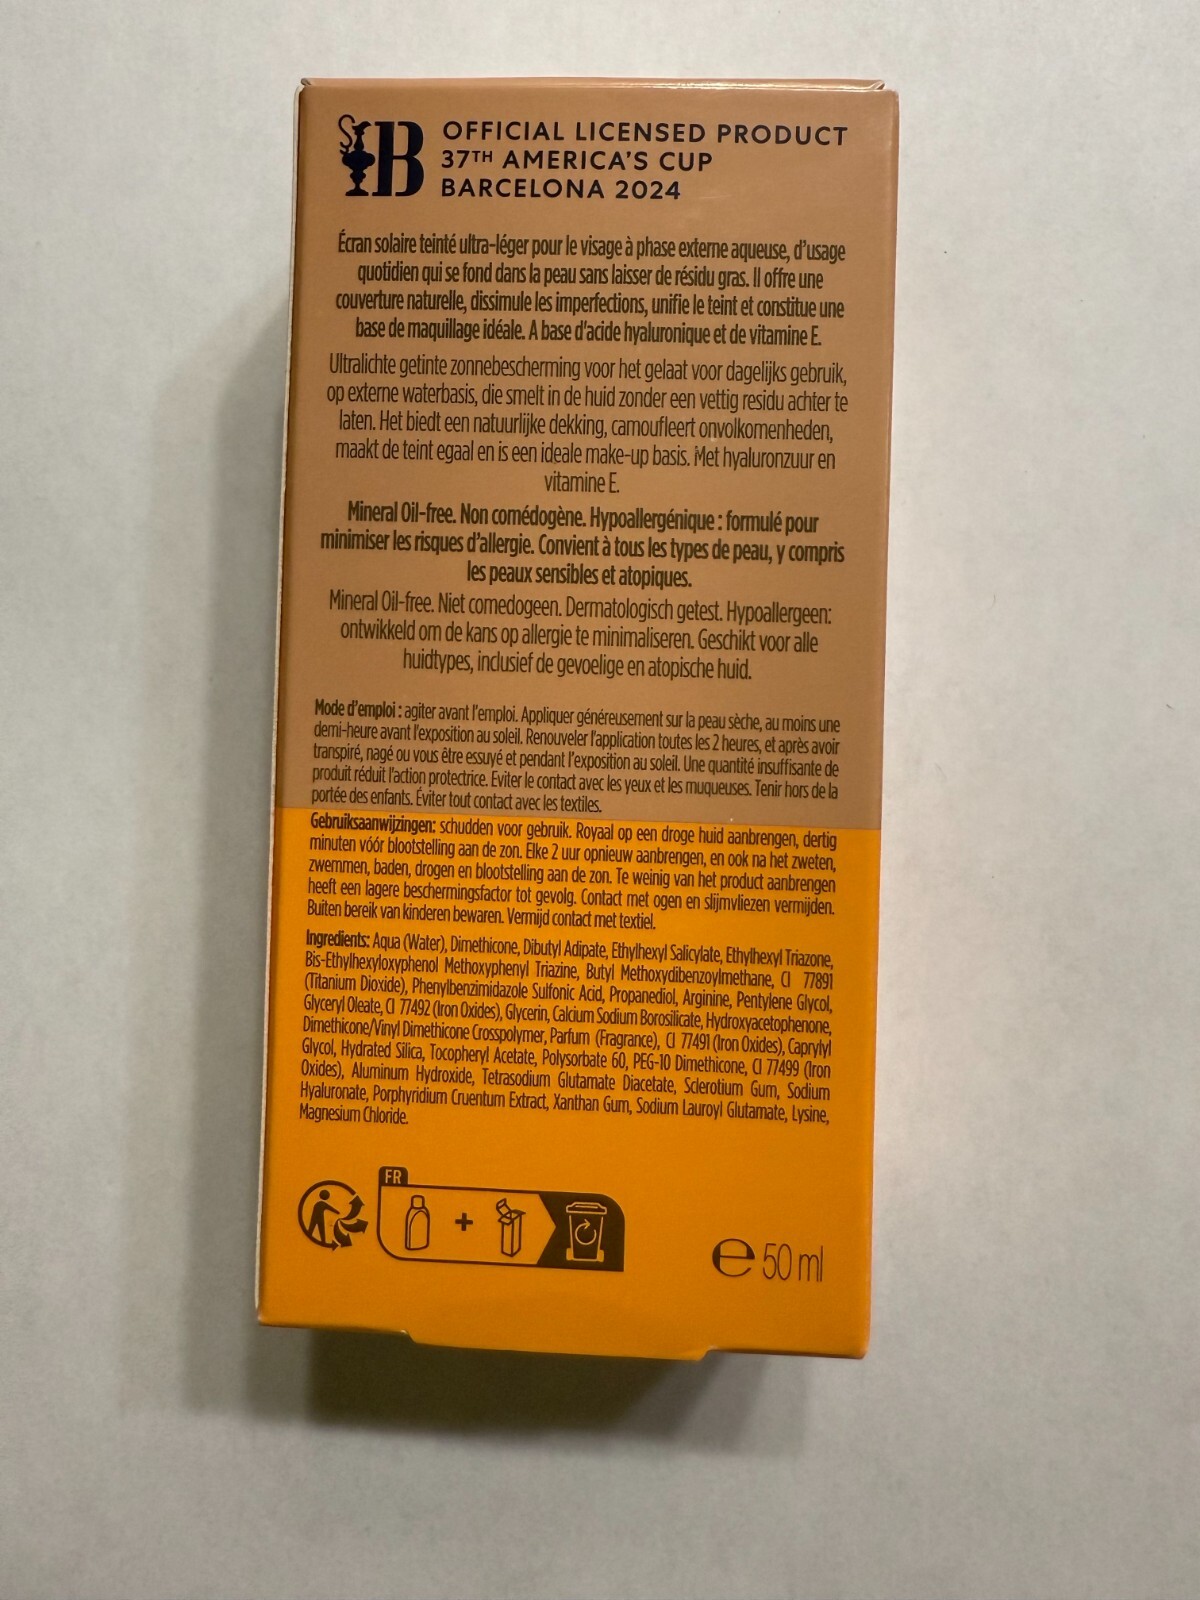 B OFFICIAL LICENSED PRODUCT
37TH AMERICA'S CUP
BARCELONA 2024
Écran solaire teinté ultra-léger pour le visage à phase externe aqueuse, d'usage
quotidien qui se fond dans la peau sans laisser de résidu gras. Il offre une
couverture naturelle, dissimule les imperfections, unifie le teint et constitue une
base de maquillage idéale. A base d'acide hyaluronique et de vitamine E.
Ultralichte getinte zonnebescherming voor het gelaat voor dagelijks gebruik,
op externe waterbasis, die smelt in de huid zonder een vettig residu achter te
laten. Het biedt een natuurlijke dekking, camoufleert onvolkomenheden,
maakt de teint egaal en is een ideale make-up basis. Met hyaluronzuur en
vitamine E.
Mineral Oil-free. Non comédogène. Hypoallergénique : formulé pour
minimiser les risques d'allergie. Convient à tous les types de peau, y compris
les peaux sensibles et atopiques.
Mineral Oil-free. Niet comedogeen. Dermatologisch getest. Hypoallergeen:
ontwikkeld om de kans op allergie te minimaliseren. Geschikt voor alle
huidtypes, inclusief de gevoelige en atopische huid.
Mode d'emploi : agiter avant l'emploi. Appliquer généreusement sur la peau sèche, au moins une
demi-heure avant l'exposition au soleil. Renouveler l'application toutes les 2 heures, et après avoir
transpiré, nagé ou vous être essuyé et pendant l'exposition au soleil. Une quantité insuffisante de
produit réduit l'action protectrice. Eviter le contact avec les yeux et les muqueuses. Tenir hors de la
portée des enfants. Éviter tout contact avec les textiles.
Gebruiksaanwijzingen: schudden voor gebruik. Royaal op een droge huid aanbrengen, dertig
minuten vóór blootstelling aan de zon. Elke 2 uur opnieuw aanbrengen, en ook na het zweten,
zwemmen, baden, drogen en blootstelling aan de zon. Te weinig van het product aanbrengen
heeft een lagere beschermingsfactor tot gevolg. Contact met ogen en slijmvliezen vermijden.
Buiten bereik van kinderen bewaren. Vermijd contact met textiel.
Ingredients: Aqua (Water), Dimethicone, Dibutyl Adipate, Ethylhexyl Salicylate, Ethylhexyl Triazone,
Bis-Ethylhexyloxyphenol Methoxyphenyl Triazine, Butyl Methoxydibenzoylmethane, CI 77891
(Titanium Dioxide), Phenylbenzimidazole Sulfonic Acid, Propanediol, Arginine, Pentylene Glycol,
Glyceryl Oleate, CI 77492 (Iron Oxides), Glycerin, Calcium Sodium Borosilicate, Hydroxyacetophenone,
Dimethicone/Vinyl Dimethicone Crosspolymer, Parfum (Fragrance), CI 77491 (Iron Oxides), Caprylyl
Glycol, Hydrated Silica, Tocopheryl Acetate, Polysorbate 60, PEG-10 Dimethicone, CI 77499 (Iron
Oxides), Aluminum Hydroxide, Tetrasodium Glutamate Diacetate, Sclerotium Gum, Sodium
Hyaluronate, Porphyridium Cruentum Extract, Xanthan Gum, Sodium Lauroyl Glutamate, Lysine,
Magnesium Chloride.
FR
+
e 50 ml